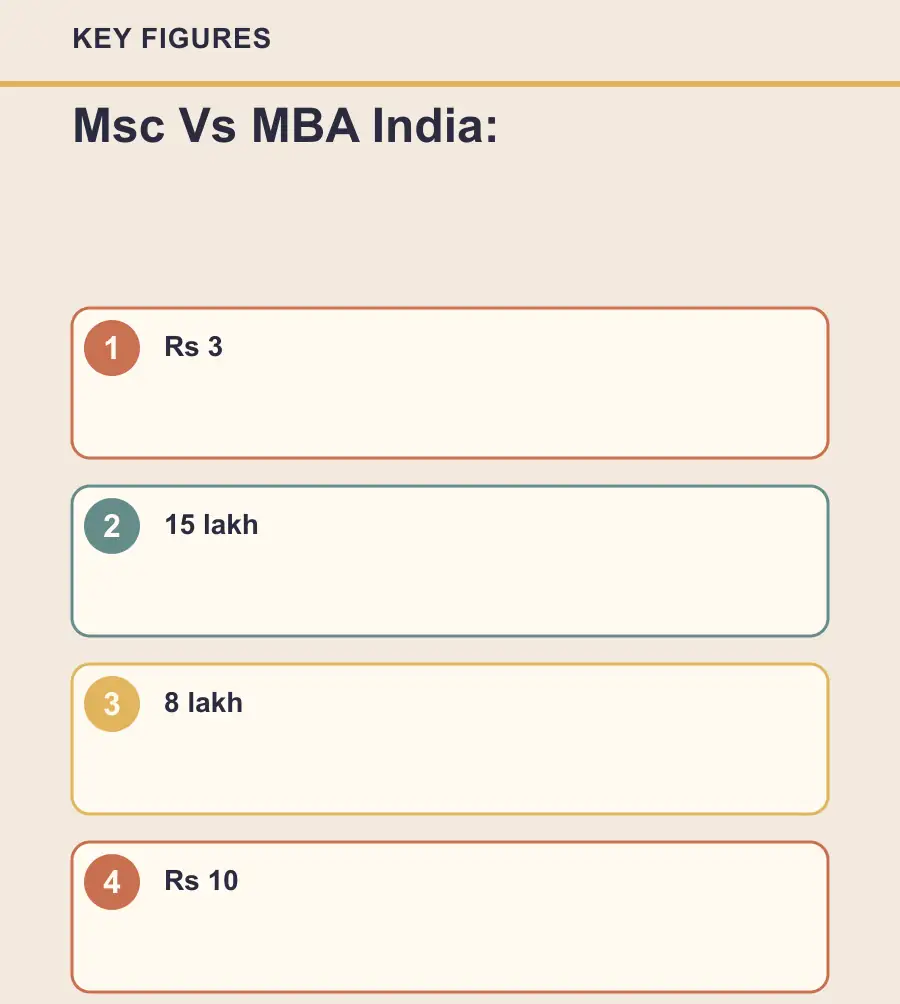 KEY FIGURES
Msc Vs MBA India:
1 Rs 3
2 15 lakh
3 8 lakh
4 Rs 10